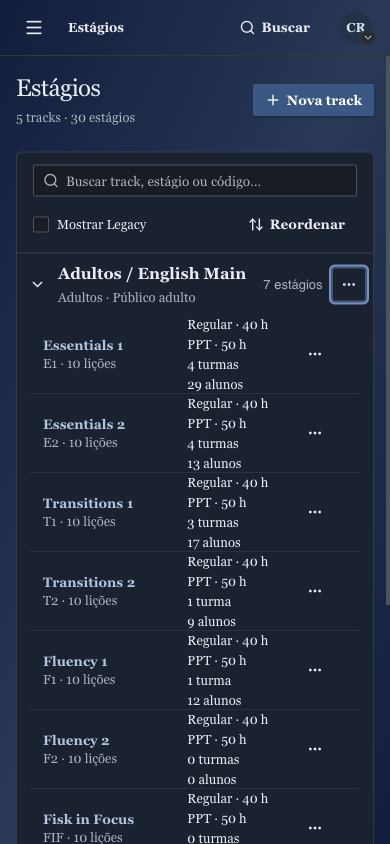 Estágios
Buscar
CR
Estágios
5 tracks · 30 estágios
+ Nova track
Buscar track, estágio ou código...
Mostrar Legacy
Reordenar
Adultos / English Main
Adultos · Público adulto
7 estágios
Essentials 1
E1 · 10 lições
Regular · 40 h
PPT · 50 h
4 turmas
29 alunos
Essentials 2
E2 · 10 lições
Regular · 40 h
PPT · 50 h
4 turmas
13 alunos
Transitions 1
T1 · 10 lições
Regular · 40 h
PPT · 50 h
3 turmas
17 alunos
Transitions 2
T2 · 10 lições
Regular · 40 h
PPT · 50 h
1 turma
9 alunos
Fluency 1
F1 · 10 lições
Regular · 40 h
PPT · 50 h
1 turma
12 alunos
Fluency 2
F2 · 10 lições
Regular · 40 h
PPT · 50 h
0 turmas
0 alunos
Fisk in Focus
FIF · 10 lições
Regular · 40 h
PPT · 50 h
0 turmas